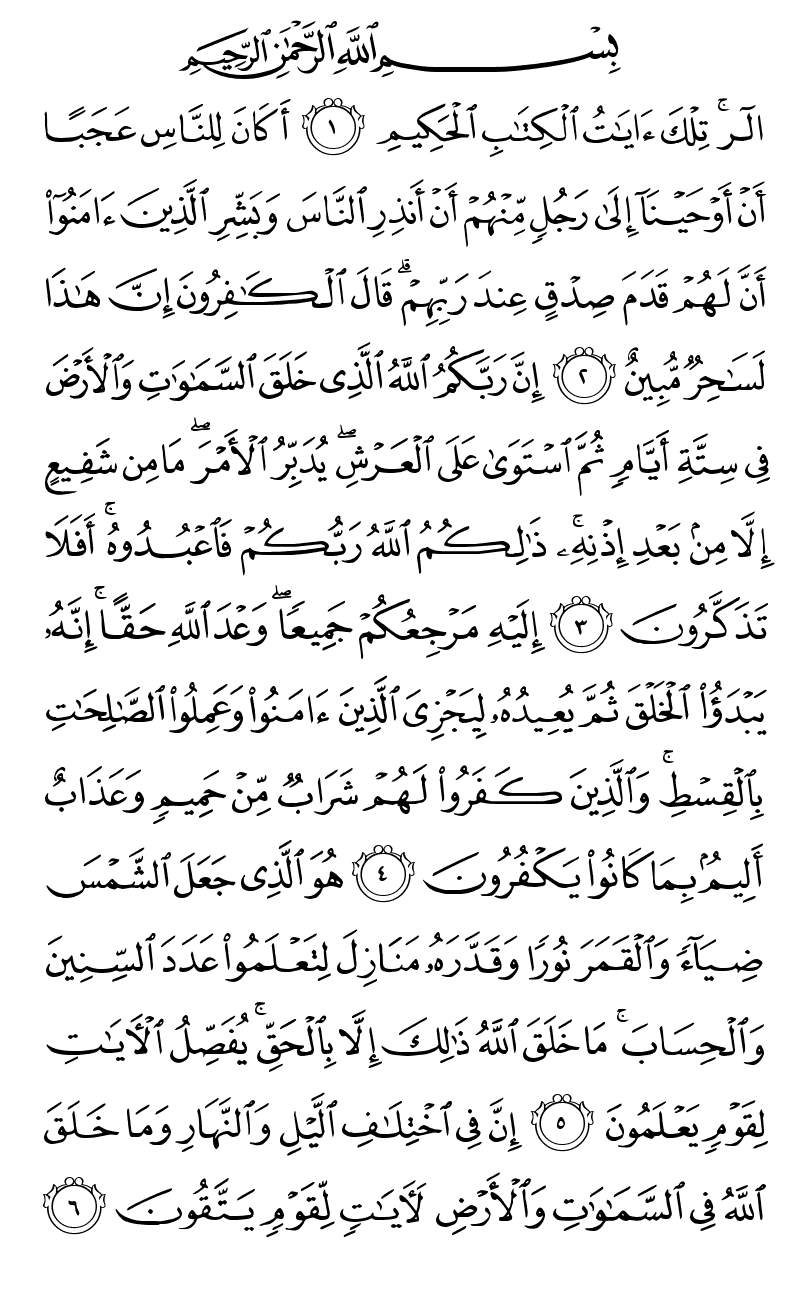 بِسْمِ ٱللَّهِ ٱلرَّحْمَـٰنِ ٱلرَّحِيمِ
الٓر ۚ تِلْكَ ءَايَـٰتُ ٱلْكِتَـٰبِ ٱلْحَكِيمِ ١ أَكَانَ لِلنَّاسِ عَجَبًا
أَنْ أَوْحَيْنَآ إِلَىٰ رَجُلٍ مِّنْهُمْ أَنْ أَنذِرِ ٱلنَّاسَ وَبَشِّرِ ٱلَّذِينَ ءَامَنُوٓا۟
أَنَّ لَهُمْ قَدَمَ صِدْقٍ عِندَ رَبِّهِمْ ۗ قَالَ ٱلْكَـٰفِرُونَ إِنَّ هَـٰذَا
لَسَـٰحِرٌ مُّبِينٌ ٢ إِنَّ رَبَّكُمُ ٱللَّهُ ٱلَّذِى خَلَقَ ٱلسَّمَـٰوَٰتِ وَٱلْأَرْضَ
فِى سِتَّةِ أَيَّامٍ ثُمَّ ٱسْتَوَىٰ عَلَى ٱلْعَرْشِ ۖ يُدَبِّرُ ٱلْأَمْرَ ۖ مَا مِن شَفِيعٍ
إِلَّا مِنۢ بَعْدِ إِذْنِهِۦ ۚ ذَٰلِكُمُ ٱللَّهُ رَبُّكُمْ فَٱعْبُدُوهُ ۚ أَفَلَا
تَذَكَّرُونَ ٣ إِلَيْهِ مَرْجِعُكُمْ جَمِيعًا ۖ وَعْدَ ٱللَّهِ حَقًّا ۚ إِنَّهُۥ
يَبْدَؤُا۟ ٱلْخَلْقَ ثُمَّ يُعِيدُهُۥ لِيَجْزِىَ ٱلَّذِينَ ءَامَنُوا۟ وَعَمِلُوا۟ ٱلصَّـٰلِحَـٰتِ
بِٱلْقِسْطِ ۚ وَٱلَّذِينَ كَفَرُوا۟ لَهُمْ شَرَابٌ مِّنْ حَمِيمٍ وَعَذَابٌ
أَلِيمٌۢ بِمَا كَانُوا۟ يَكْفُرُونَ ٤ هُوَ ٱلَّذِى جَعَلَ ٱلشَّمْسَ
ضِيَآءً وَٱلْقَمَرَ نُورًا وَقَدَّرَهُۥ مَنَازِلَ لِتَعْلَمُوا۟ عَدَدَ ٱلسِّنِينَ
وَٱلْحِسَابَ ۚ مَا خَلَقَ ٱللَّهُ ذَٰلِكَ إِلَّا بِٱلْحَقِّ ۚ يُفَصِّلُ ٱلْـَٔايَـٰتِ
لِقَوْمٍ يَعْلَمُونَ ٥ إِنَّ فِى ٱخْتِلَـٰفِ ٱلَّيْلِ وَٱلنَّهَارِ وَمَا خَلَقَ
ٱللَّهُ فِى ٱلسَّمَـٰوَٰتِ وَٱلْأَرْضِ لَـَٔايَـٰتٍ لِّقَوْمٍ يَتَّقُونَ ٦